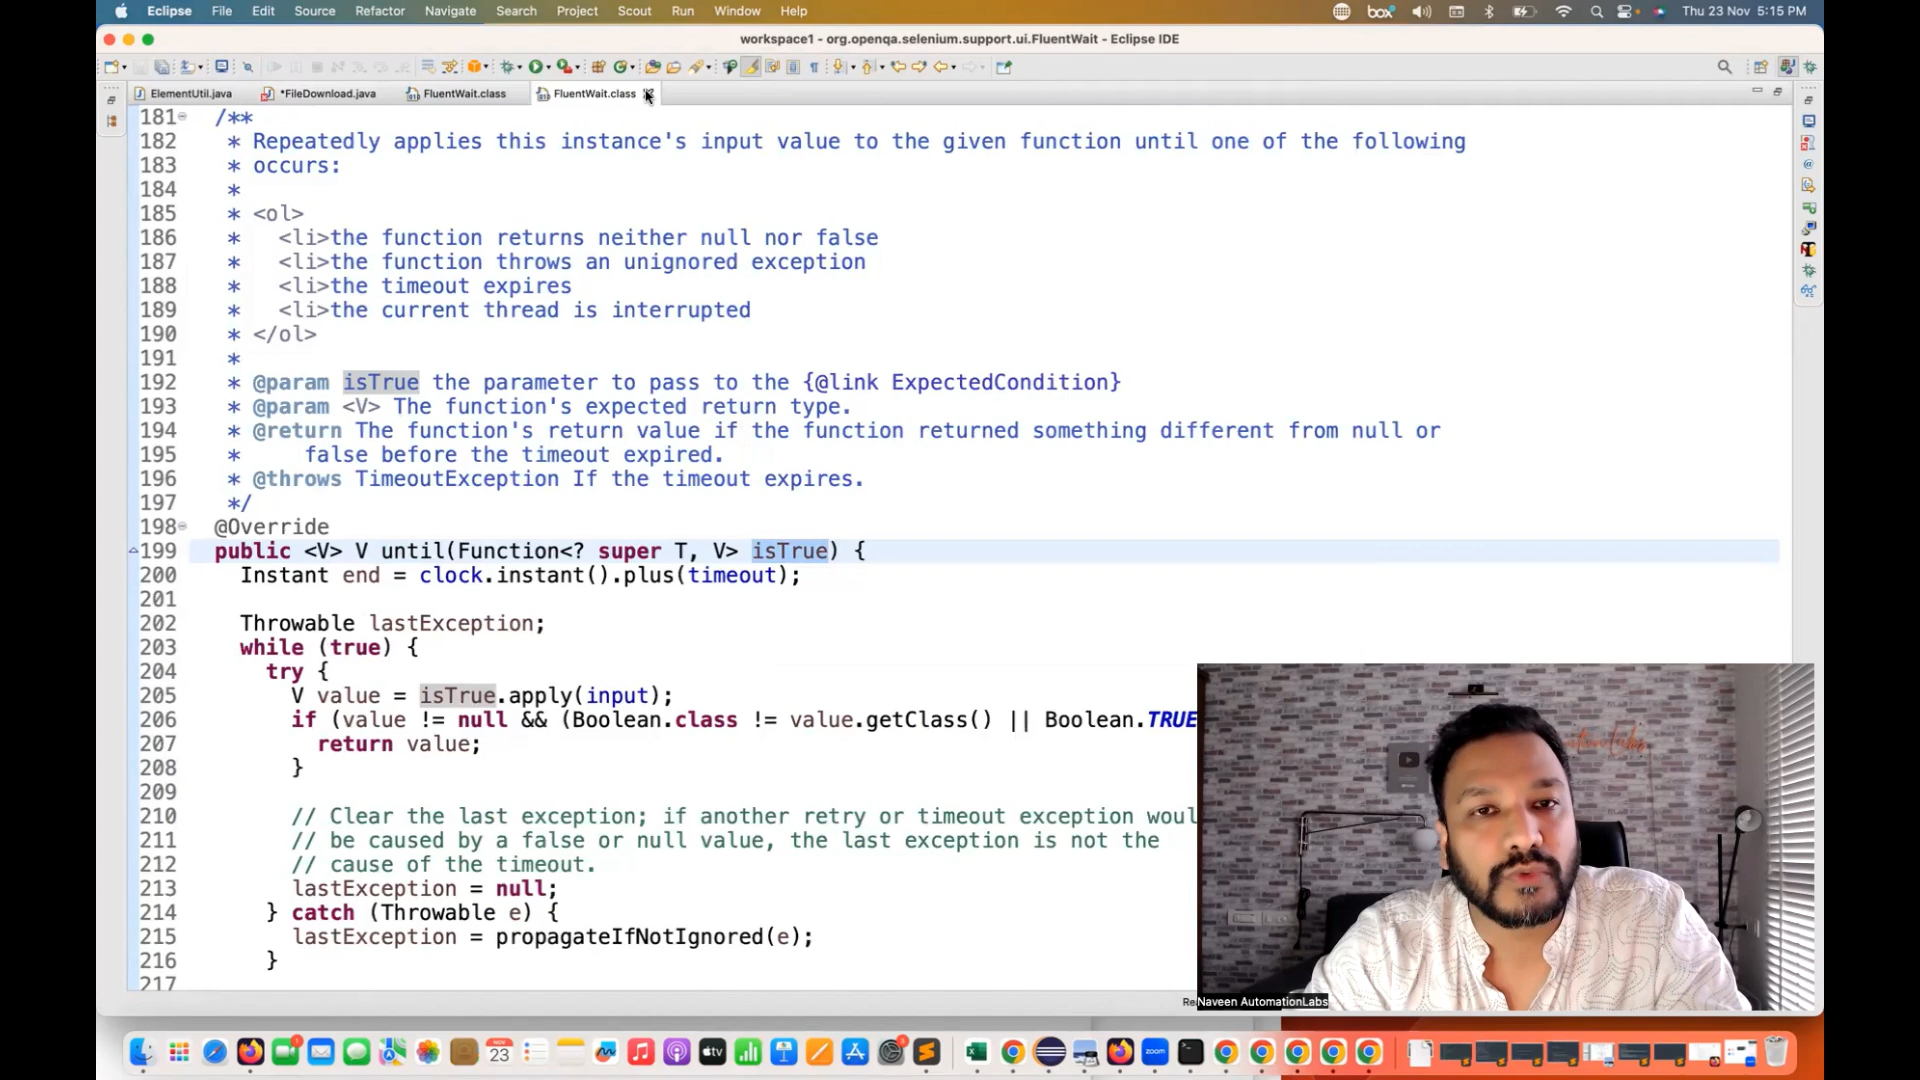 Eclipse File Edit Source Refactor Navigate Search Project Scout Run Window Help box Thu 23 Nov 5:15 PM
workspace1 - org.openqa.selenium.support.ui.FluentWait - Eclipse IDE
ElementUtil.java *FileDownload.java FluentWait.class FluentWait.class
181 /**
182 * Repeatedly applies this instance's input value to the given function until one of the following
183 * occurs:
184 *
185 * <ol>
186 * <li>the function returns neither null nor false
187 * <li>the function throws an unignored exception
188 * <li>the timeout expires
189 * <li>the current thread is interrupted
190 * </ol>
191 *
192 * @param isTrue the parameter to pass to the {@link ExpectedCondition}
193 * @param <V> The function's expected return type.
194 * @return The function's return value if the function returned something different from null or
195 * false before the timeout expired.
196 * @throws TimeoutException If the timeout expires.
197 */
198 @Override
199 public <V> V until(Function<? super T, V> isTrue) {
200 Instant end = clock.instant().plus(timeout);
201
202 Throwable lastException;
203 while (true) {
204 try {
205 V value = isTrue.apply(input);
206 if (value != null && (Boolean.class != value.getClass() || Boolean.TRUE
207 return value;
208 }
209
210 // Clear the last exception; if another retry or timeout exception woul
211 // be caused by a false or null value, the last exception is not the
212 // cause of the timeout.
213 lastException = null;
214 } catch (Throwable e) {
215 lastException = propagateIfNotIgnored(e);
216 }
217
Re
Naveen AutomationLabs
NOV
23
tv
zoom